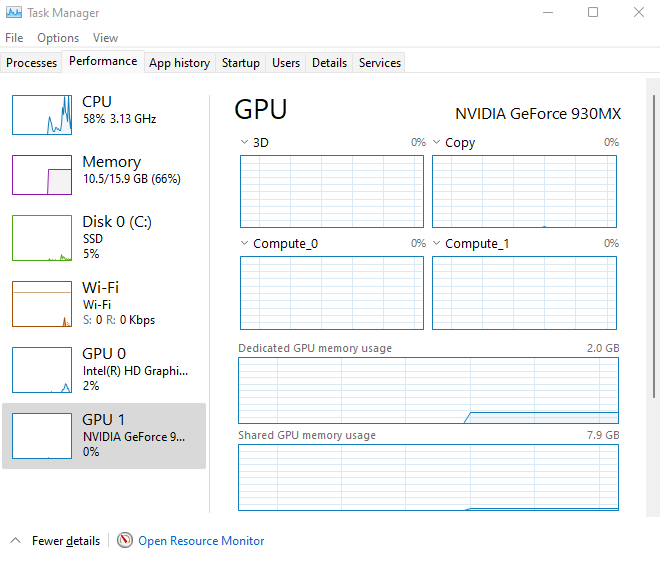 Task Manager
File Options View
Processes Performance App history Startup Users Details Services
CPU
58% 3.13 GHz
Memory
10.5/15.9 GB (66%)
Disk 0 (C:)
SSD
5%
Wi-Fi
Wi-Fi
S: 0 R: 0 Kbps
GPU 0
Intel(R) HD Graphi...
2%
GPU 1
NVIDIA GeForce 9...
0%
GPU NVIDIA GeForce 930MX
3D 0% Copy 0%
Compute_0 0% Compute_1 0%
Dedicated GPU memory usage 2.0 GB
Shared GPU memory usage 7.9 GB
Fewer details Open Resource Monitor